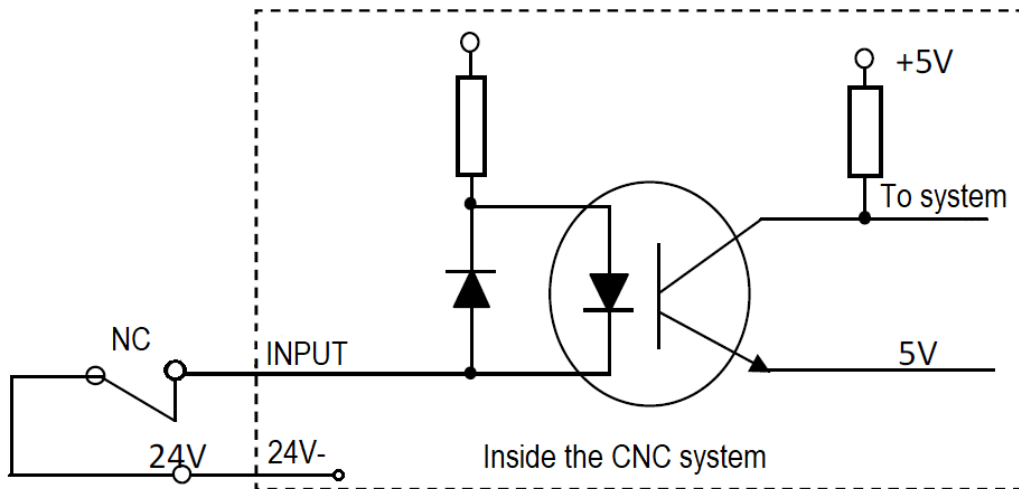 +5V
To system
NC
INPUT
5V
24V
24V-
Inside the CNC system